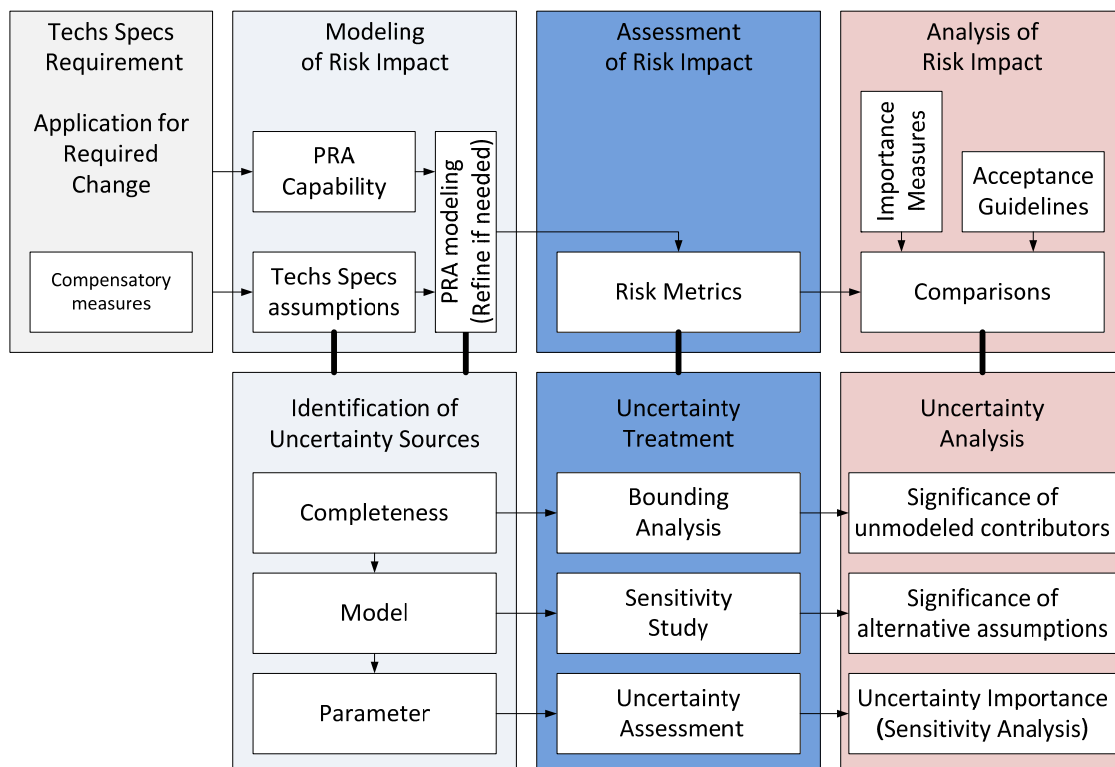 Techs Specs
Requirement
Application for
Required
Change
Compensatory
measures
Modeling
of Risk Impact
PRA
Capability
Techs Specs
assumptions
PRA modeling
(Refine if needed)
Assessment
of Risk Impact
Risk Metrics
Analysis of
Risk Impact
Importance
Measures
Acceptance
Guidelines
Comparisons
Identification of
Uncertainty Sources
Completeness
Model
Parameter
Uncertainty
Treatment
Bounding
Analysis
Sensitivity
Study
Uncertainty
Assessment
Uncertainty
Analysis
Significance of
unmodeled contributors
Significance of
alternative assumptions
Uncertainty Importance
(Sensitivity Analysis)